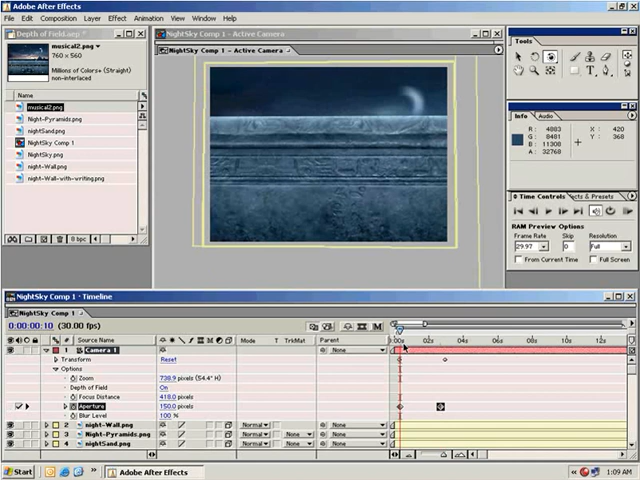 Adobe After Effects
File Edit Composition Layer Effect Animation View Window Help
Depth of Field.aep *
musical2.png
760 x 560
Millions of Colors+ (Straight)
non-interlaced
Name
musical2.png
Night-Pyramids.png
nightSand.png
NightSky Comp 1
NightSky.png
night-Wall.png
night-Wall-with-writing.png
8 bpc
NightSky Comp 1 - Active Camera
NightSky Comp 1 - Active Camera
Tools
Info Audio
R : 4883
G : 8481
B : 11308
A : 32768
X : 420
Y : 368
Time Controls Effects & Presets
RAM Preview Options
Frame Rate Skip Resolution
29.97 0 Full
From Current Time Full Screen
NightSky Comp 1 : Timeline
NightSky Comp 1
0:00:00:10 (30.00 fps)
# Source Name Mode T TrkMat Parent
:00s 02s 04s 06s 08s 10s 12s
1 Camera 1 None
Transform Reset
Options
Zoom 738.9 pixels (54.4° H)
Depth of Field On
Focus Distance 418.0 pixels
Aperture 150.0 pixels
Blur Level 100 %
2 night-Wall.png Normal None
3 Night-Pyramids.png Normal None None
4 nightSand.png Normal None None
Start Adobe After Effects 1:09 AM